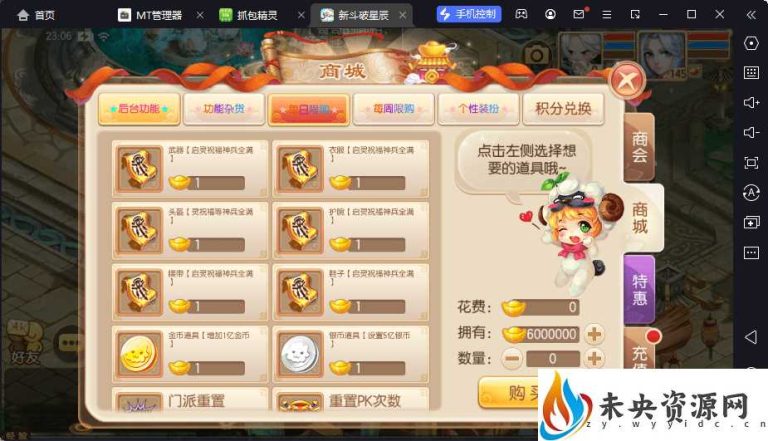 首页
MT管理器
抓包精灵
新斗破星辰
手机控制
23:06
商城
后台功能
功能杂货
每日限购
每周限购
个性装扮
积分兑换
武器【启灵祝福神兵全满】
1
衣服【启灵祝福神兵全满】
1
头盔【灵祝福等神兵全满】
1
护腕【启灵祝福神兵全满】
1
腰带【启灵祝福神兵全满】
1
鞋子【启灵祝福神兵全满】
1
金币道具【增加1亿金币】
银币道具【设置5亿银币】
门派重置
重置PK次数
点击左侧选择想
要的道具哦~
花费:
0
拥有:
6000000
数量:
0
购买
商会
商城
特惠
充值
好友
145
未央资源网
zy.wyyidc.cn